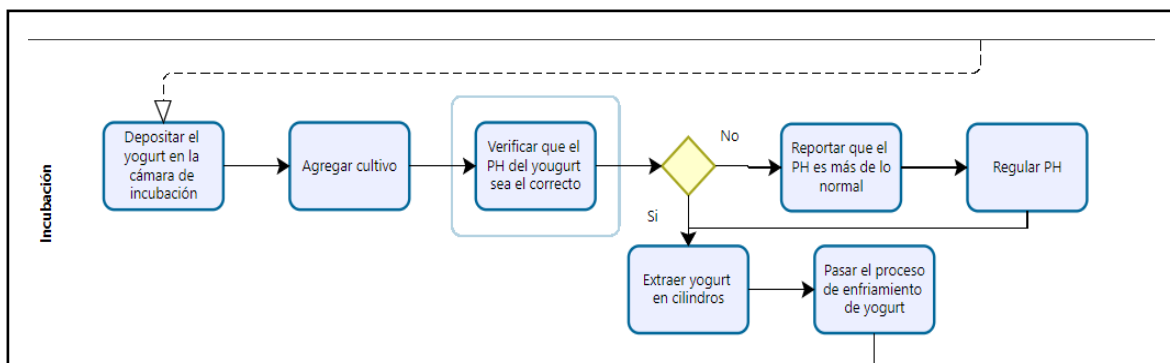 Incubación
Depositar el
yogurt en la
cámara de
incubación
Agregar cultivo
Verificar que el
PH del yougurt
sea el correcto
No
Reportar que el
PH es más de lo
normal
Regular PH
Si
Extraer yogurt
en cilindros
Pasar el proceso
de enfriamiento
de yogurt